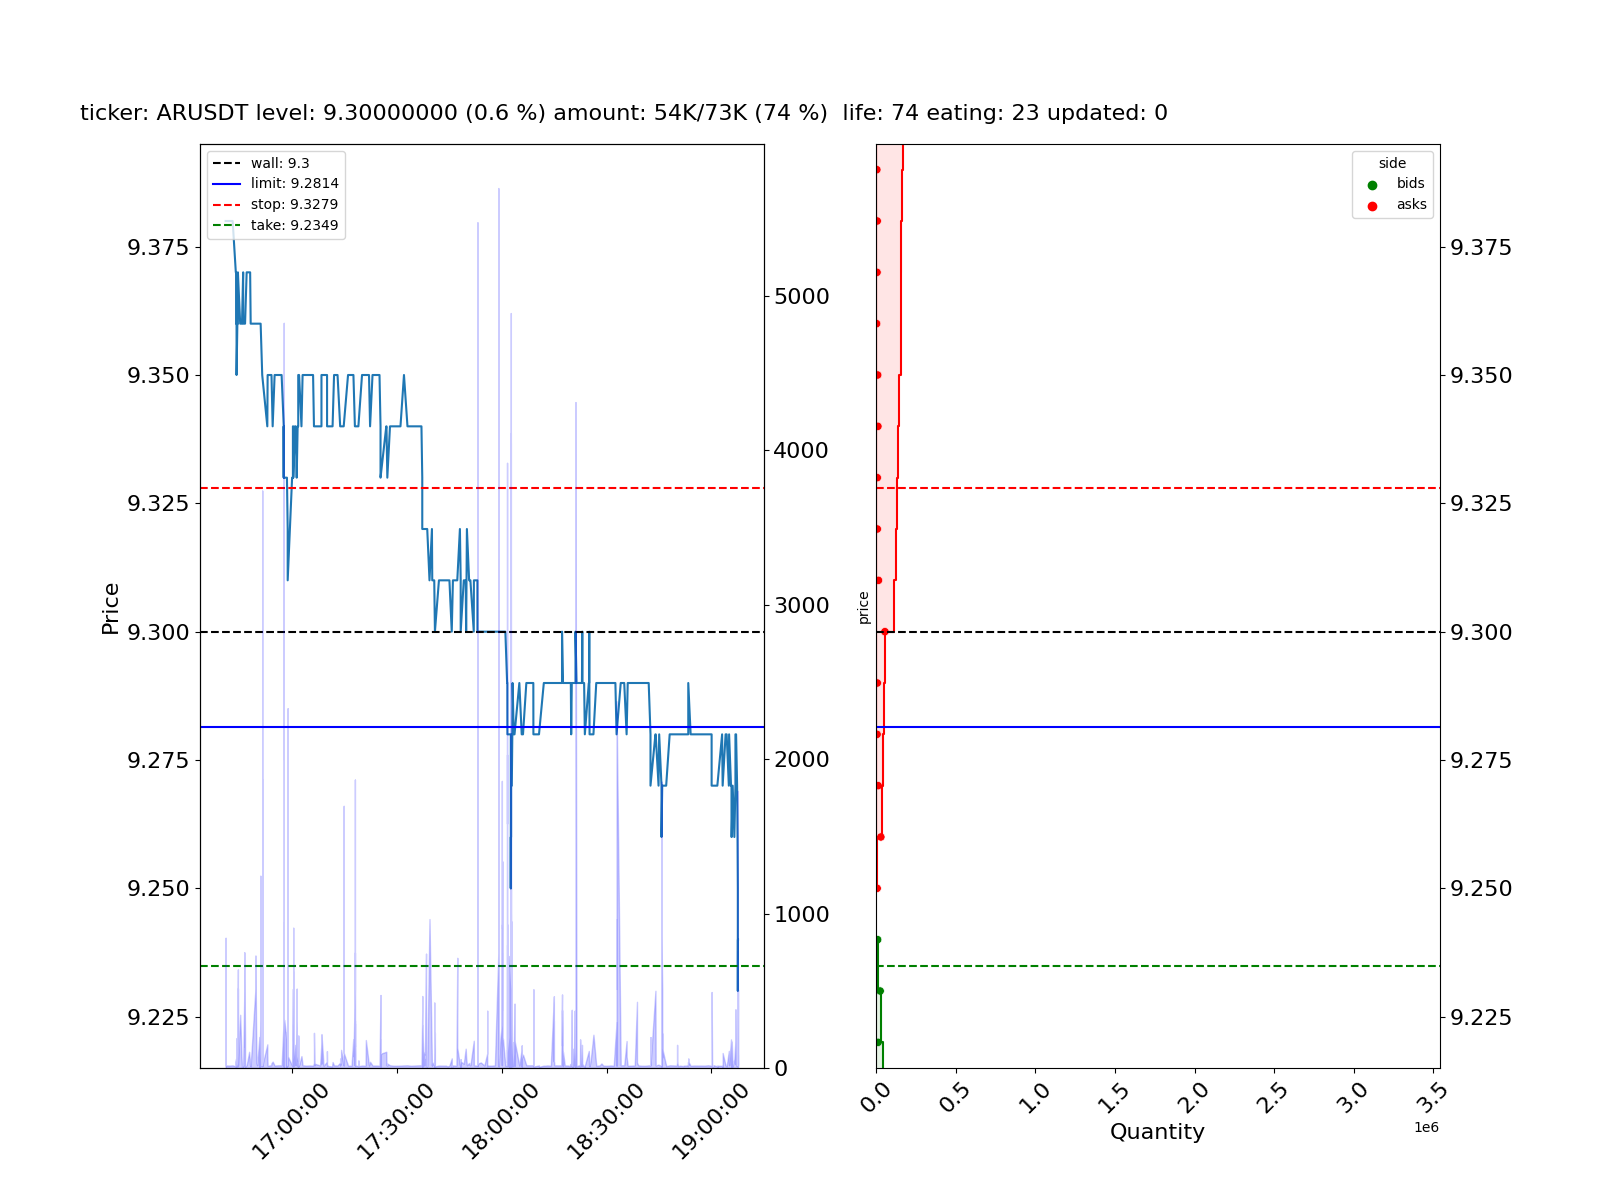 ticker: ARUSDT level: 9.30000000 (0.6 %) amount: 54K/73K (74 %)  life: 74 eating: 23 updated: 0
wall: 9.3
limit: 9.2814
stop: 9.3279
take: 9.2349
Price
9.375
9.350
9.325
9.300
9.275
9.250
9.225
5000
4000
3000
2000
1000
0
17:00:00
17:30:00
18:00:00
18:30:00
19:00:00
side
bids
asks
price
9.375
9.350
9.325
9.300
9.275
9.250
9.225
0.0
0.5
1.0
1.5
2.0
2.5
3.0
3.5
1e6
Quantity